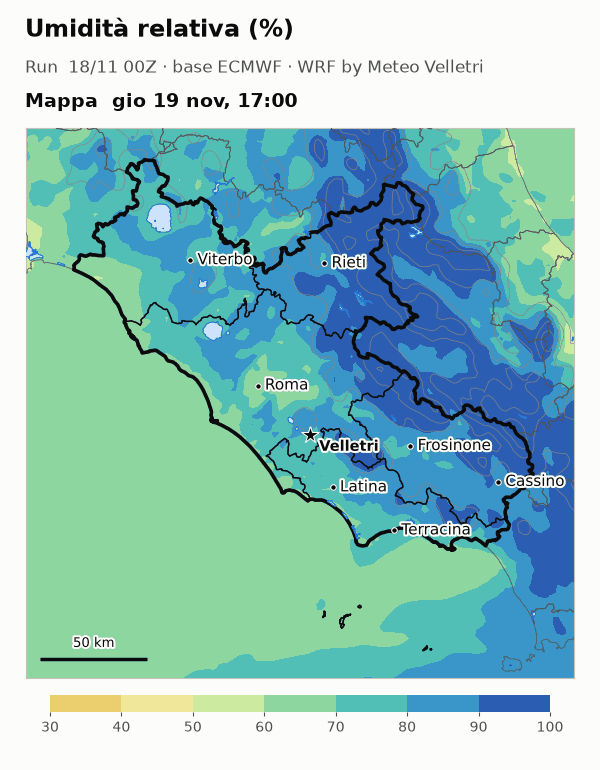 Umidità relativa (%)
Run  18/11 00Z · base ECMWF · WRF by Meteo Velletri
Mappa  gio 19 nov, 17:00
Viterbo
Rieti
Roma
Velletri
Frosinone
Cassino
Latina
Terracina
50 km
30 40 50 60 70 80 90 100